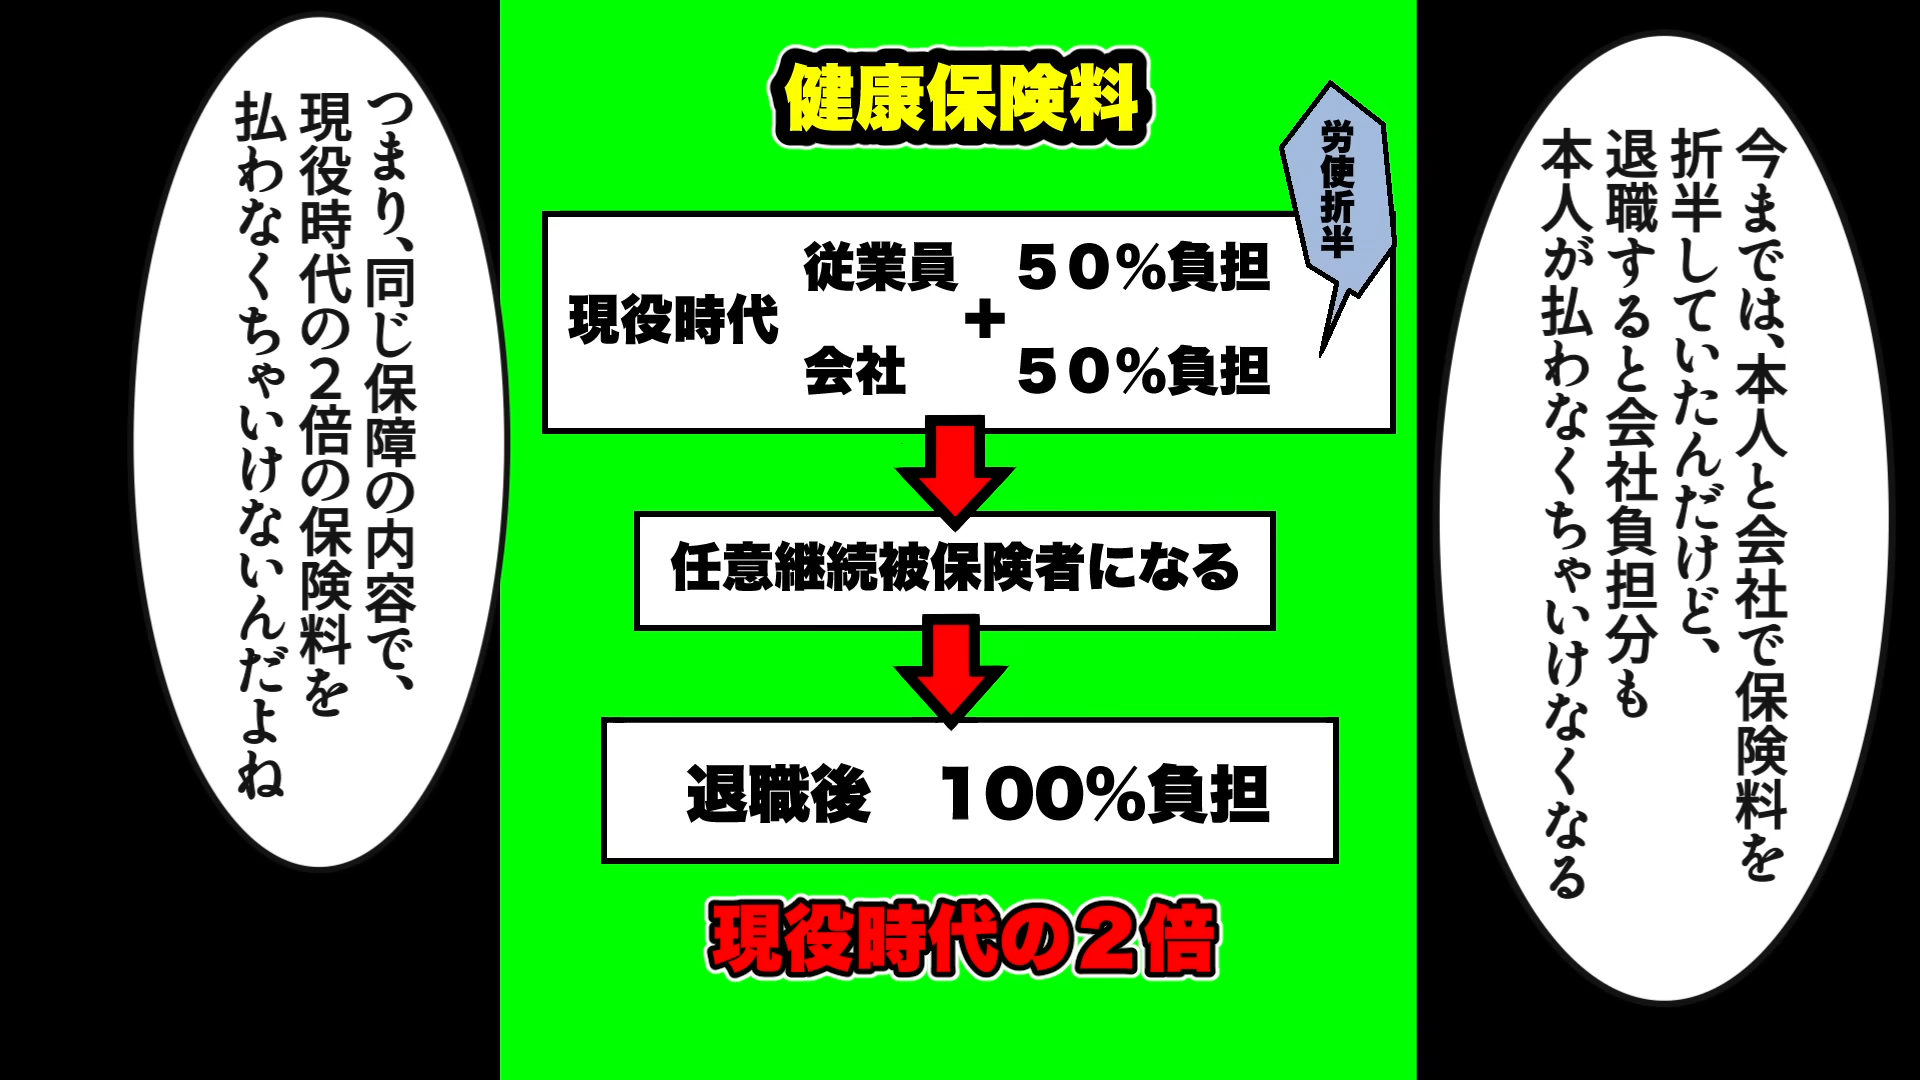 健康保険料
労使折半
現役時代
従業員 50%負担
+
会社 50%負担
任意継続被保険者になる
退職後 100%負担
現役時代の2倍
今までは、本人と会社で保険料を
折半していたんだけど、
退職すると会社負担分も
本人が払わなくちゃいけなくなる
つまり、同じ保障の内容で、
現役時代の2倍の保険料を
払わなくちゃいけないんだよね